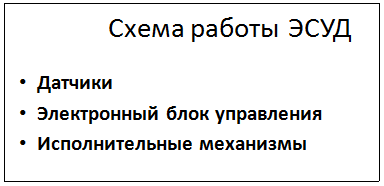 Схема работы ЭСУД
• Датчики
• Электронный блок управления
• Исполнительные механизмы